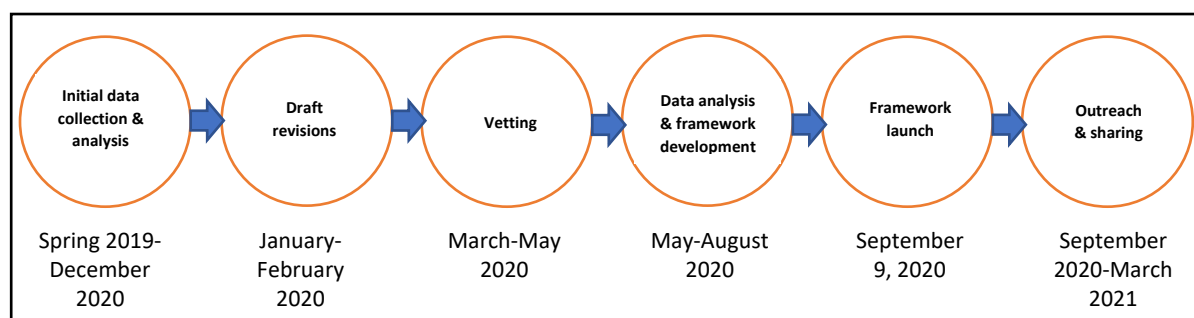 Initial data
collection &
analysis
Draft
revisions
Vetting
Data analysis
& framework
development
Framework
launch
Outreach
& sharing
Spring 2019-
December
2020
January-
February
2020
March-May
2020
May-August
2020
September
9, 2020
September
2020-March
2021